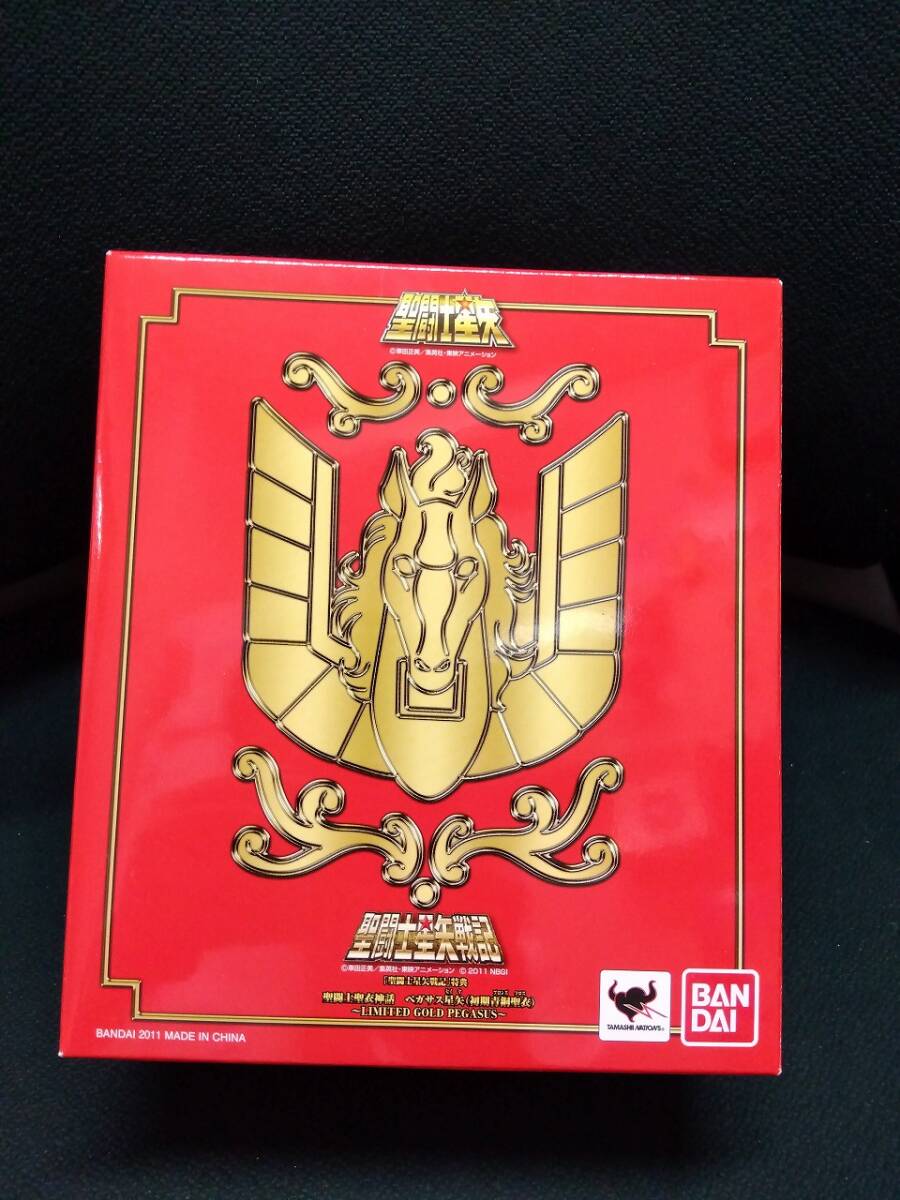 聖闘士星矢
©車田正美/集英社・東映アニメーション
聖闘士星矢戦記
©車田正美/集英社・東映アニメーション © 2011 NBGI
「聖闘士星矢戦記」特典
聖闘士聖衣神話 ペガサス星矢(初期青銅聖衣)
~LIMITED GOLD PEGASUS~
BANDAI 2011 MADE IN CHINA
TAMASHII NATIONS
BAN
DAI